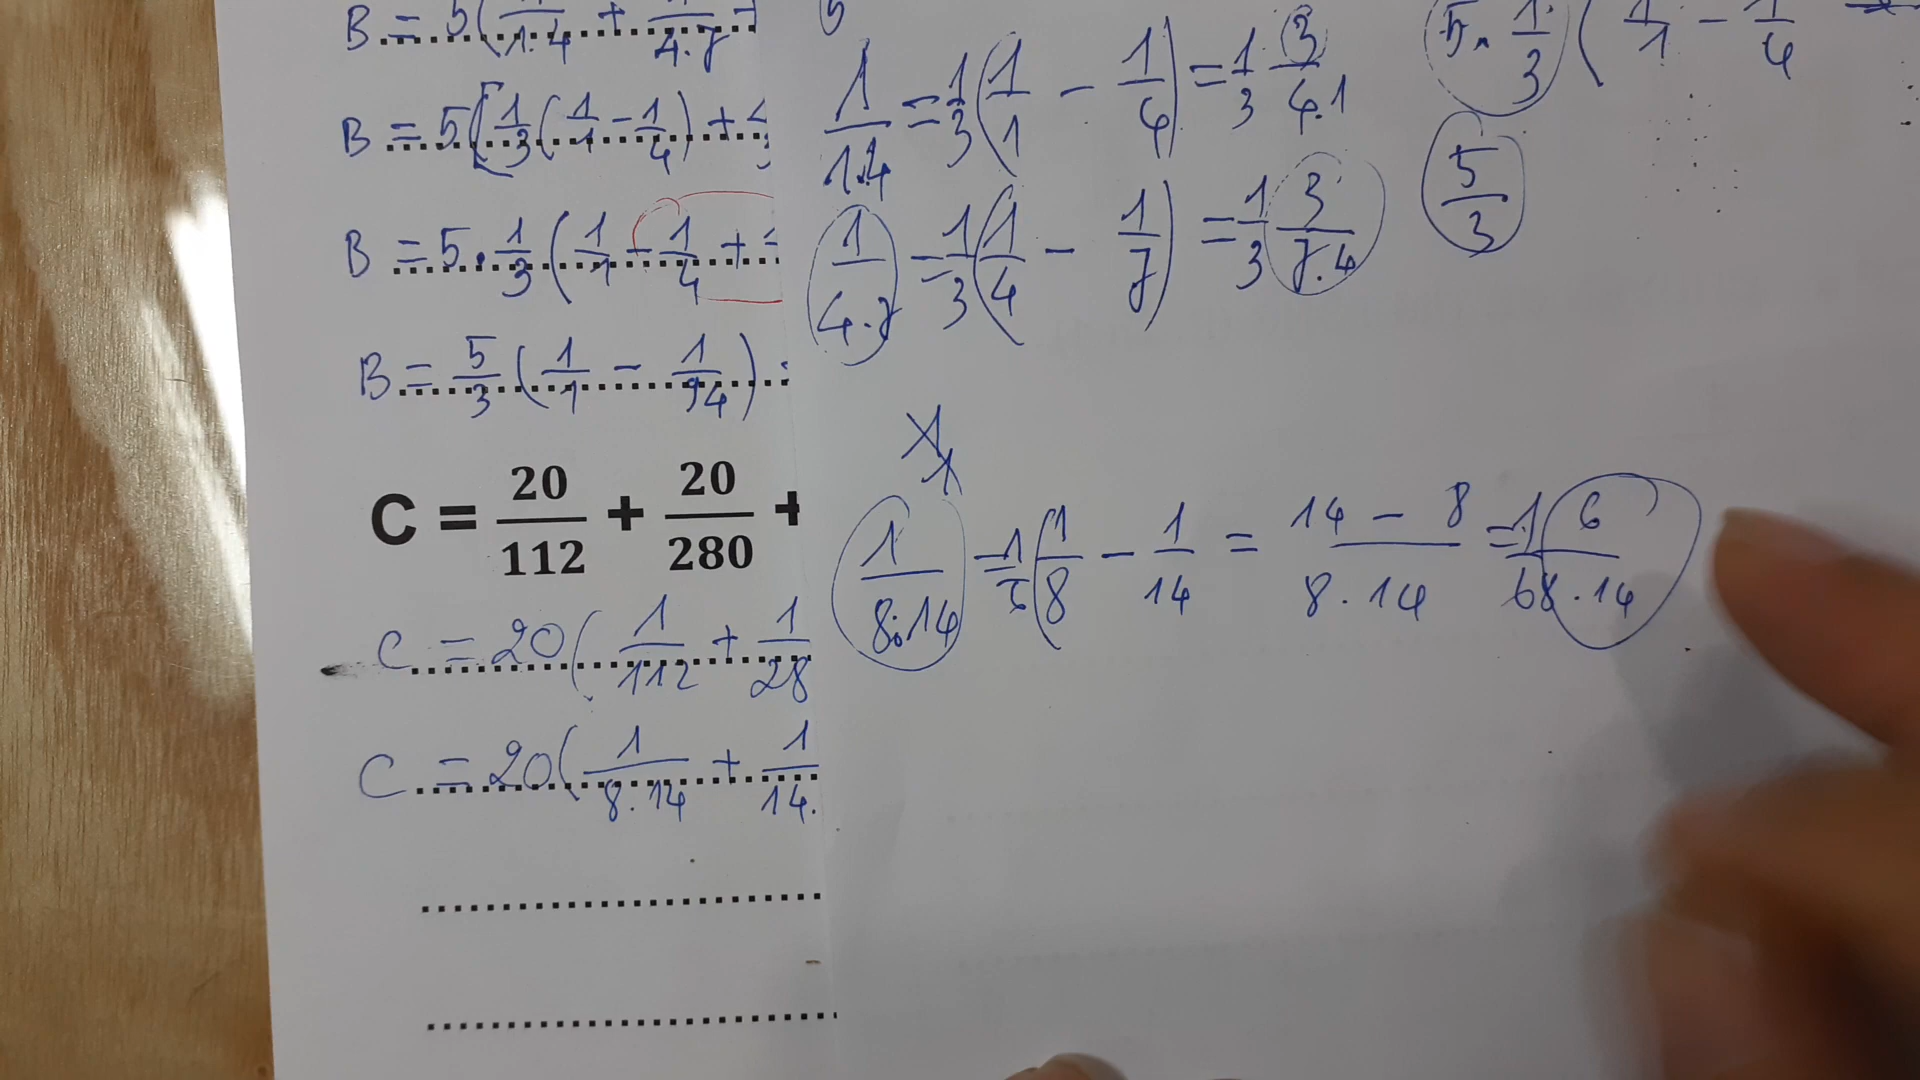 B = 5(1/1.4 + 1/4.7 +
B = 5[1/3(1/1 - 1/4) +
B = 5.1/3(1/1 - 1/4 +
B = 5/3(1/1 - 1/94)
C = 20/112 + 20/280 +
C = 20(1/112 + 1/28
C = 20(1/8.14 + 1/14.
1/1.4 = 1/3(1/1 - 1/4) = 1/3 3/4.1
1/4.7 = 1/3(1/4 - 1/7) = 1/3 3/7.4
1/8.14 = 1/6(1/8 - 1/14 = 14 - 8/8.14 = 1/6 6/8.14
5.1/3(1/1 - 1/4
5/3